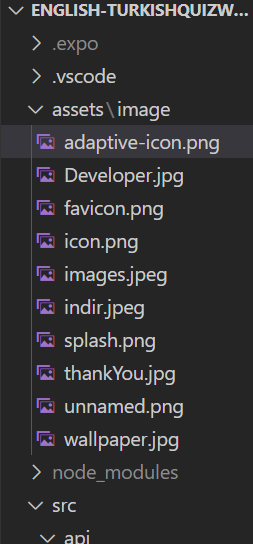 ENGLISH-TURKISHQUIZW...
.expo
.vscode
assets\image
adaptive-icon.png
Developer.jpg
favicon.png
icon.png
images.jpeg
indir.jpeg
splash.png
thankYou.jpg
unnamed.png
wallpaper.jpg
node_modules
src
api